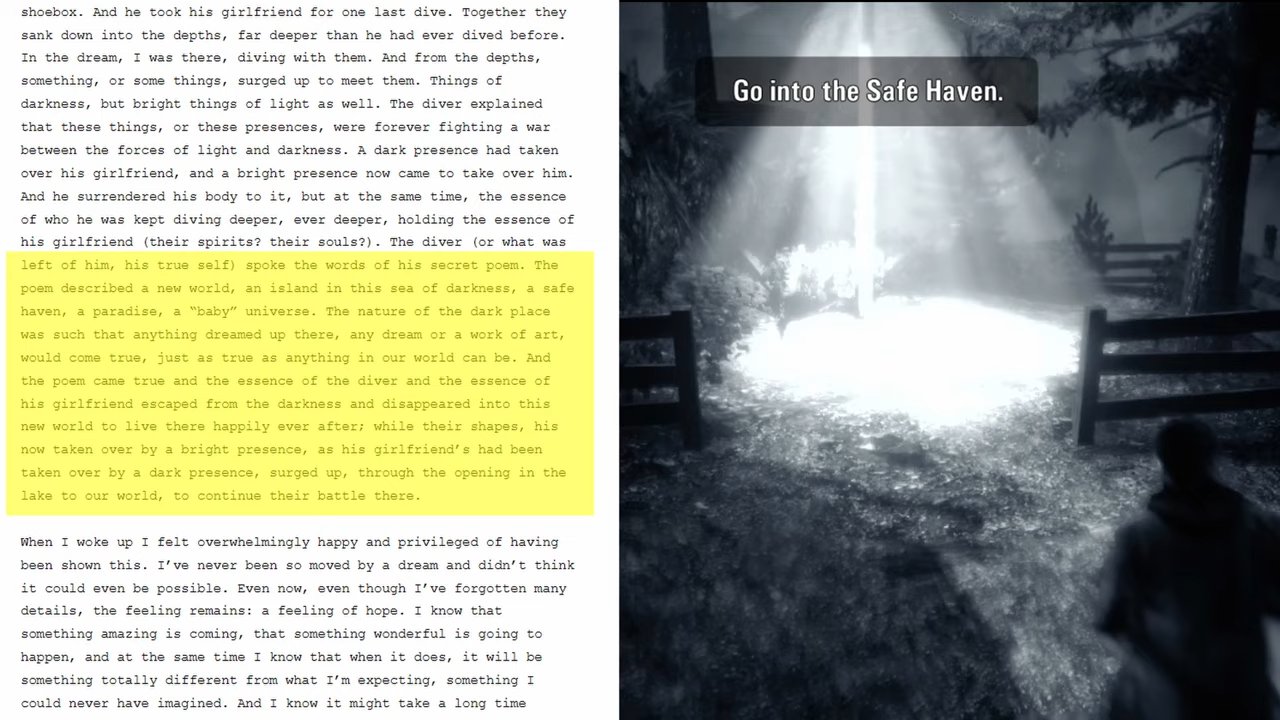 shoebox. And he took his girlfriend for one last dive. Together they
sank down into the depths, far deeper than he had ever dived before.
In the dream, I was there, diving with them. And from the depths,
something, or some things, surged up to meet them. Things of
darkness, but bright things of light as well. The diver explained
that these things, or these presences, were forever fighting a war
between the forces of light and darkness. A dark presence had taken
over his girlfriend, and a bright presence now came to take over him.
And he surrendered his body to it, but at the same time, the essence
of who he was kept diving deeper, ever deeper, holding the essence of
his girlfriend (their spirits? their souls?). The diver (or what was
left of him, his true self) spoke the words of his secret poem. The
poem described a new world, an island in this sea of darkness, a safe
haven, a paradise, a “baby” universe. The nature of the dark place
was such that anything dreamed up there, any dream or a work of art,
would come true, just as true as anything in our world can be. And
the poem came true and the essence of the diver and the essence of
his girlfriend escaped from the darkness and disappeared into this
new world to live there happily ever after; while their shapes, his
now taken over by a bright presence, as his girlfriend’s had been
taken over by a dark presence, surged up, through the opening in the
lake to our world, to continue their battle there.
When I woke up I felt overwhelmingly happy and privileged of having
been shown this. I’ve never been so moved by a dream and didn’t think
it could even be possible. Even now, even though I’ve forgotten many
details, the feeling remains: a feeling of hope. I know that
something amazing is coming, that something wonderful is going to
happen, and at the same time I know that when it does, it will be
something totally different from what I’m expecting, something I
could never have imagined. And I know it might take a long time
Go into the Safe Haven.